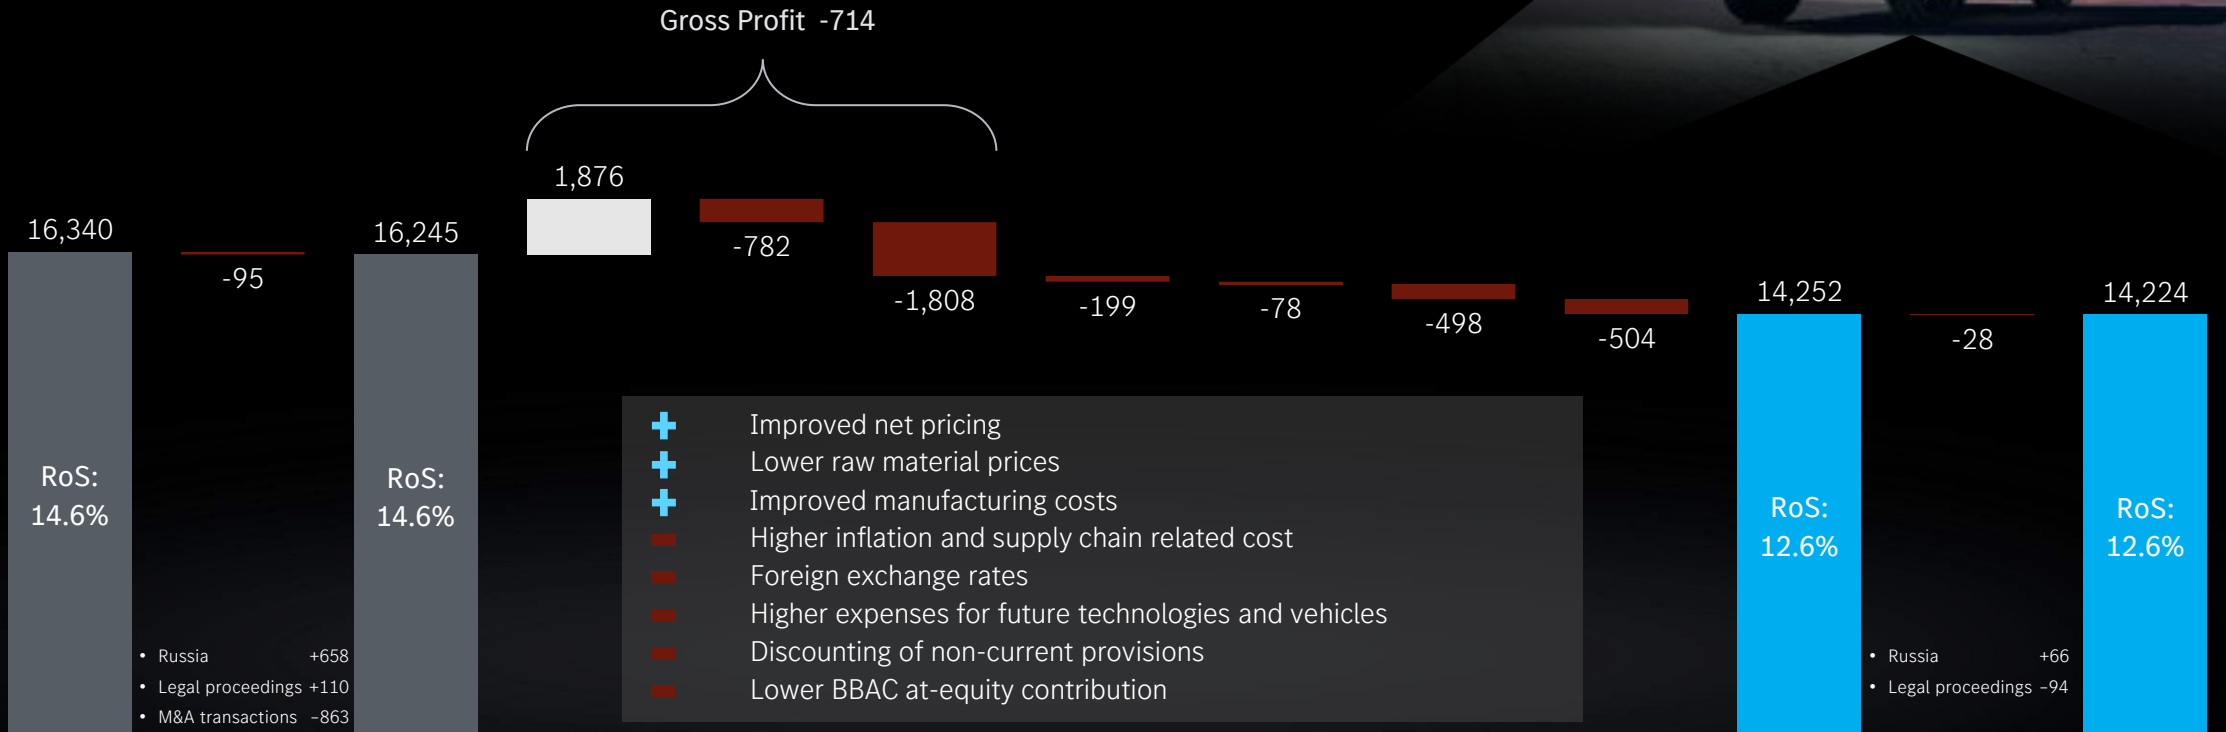 Gross Profit -714
1,876
16,340
16,245
-782
-95
-1,808
-199
-78
-498
-504
14,252
14,224
-28
RoS:
14.6%
RoS:
14.6%
Improved net pricing
Lower raw material prices
Improved manufacturing costs
Higher inflation and supply chain related cost
Foreign exchange rates
Higher expenses for future technologies and vehicles
Discounting of non-current provisions
Lower BBAC at-equity contribution
RoS:
12.6%
RoS:
12.6%
• Russia +658
• Legal proceedings +110
• M&A transactions –863
• Russia +66
• Legal proceedings –94